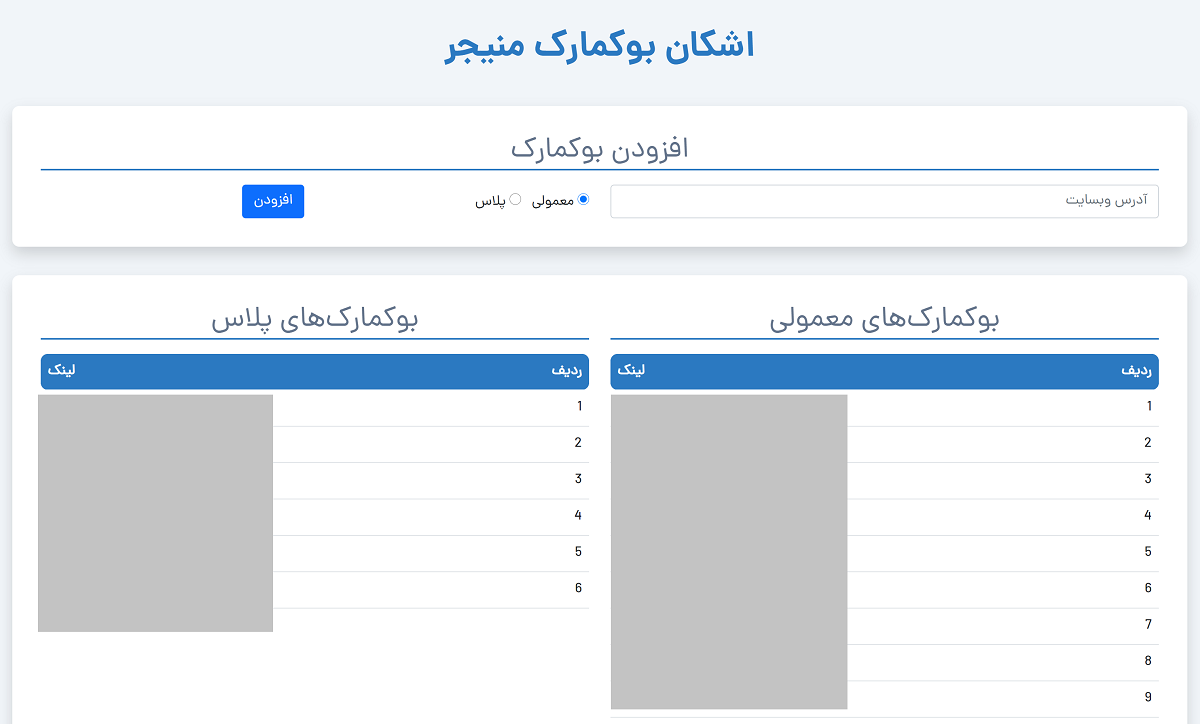 اشکان بوکمارک منیجر
افزودن بوکمارک
آدرس وبسایت
معمولی پلاس
افزودن
بوکمارک‌های معمولی
ردیف لینک
1
2
3
4
5
6
7
8
9
بوکمارک‌های پلاس
ردیف لینک
1
2
3
4
5
6